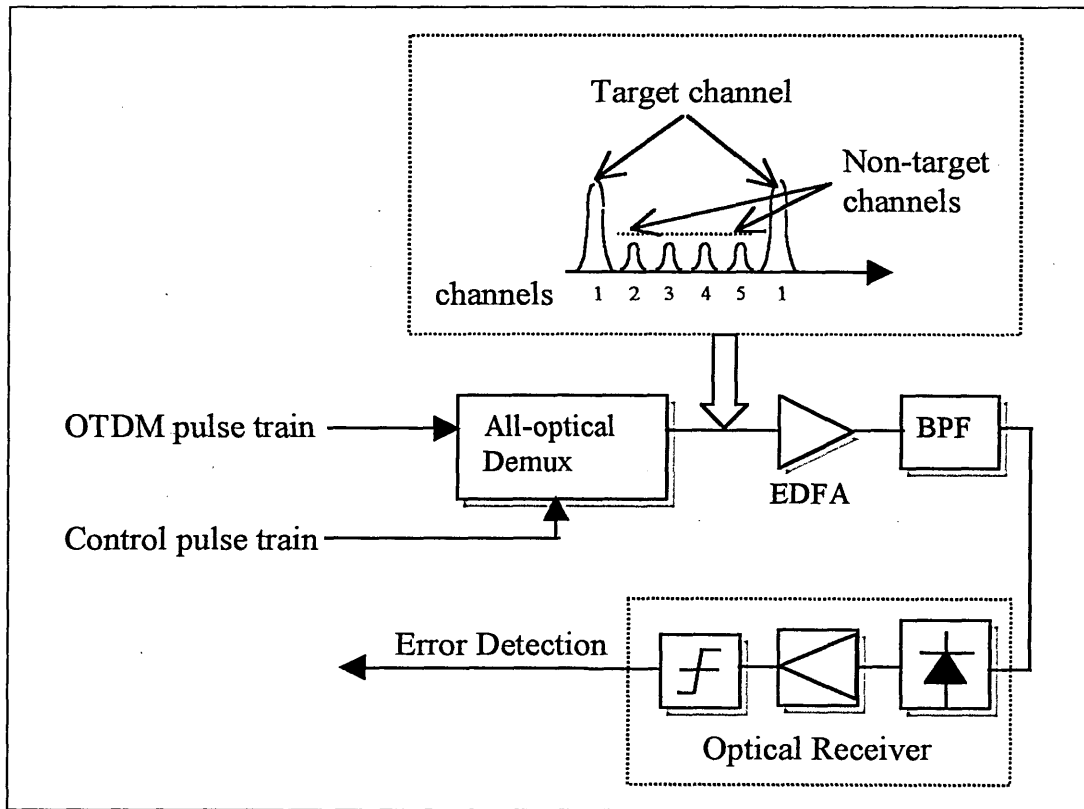 Target channel
Non-target
channels
channels 1 2 3 4 5 1
OTDM pulse train
All-optical
Demux
EDFA
BPF
Control pulse train
Error Detection
Optical Receiver